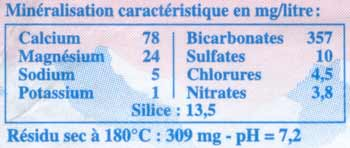 Minéralisation caractéristique en mg/litre :
Calcium 78 Bicarbonates 357
Magnésium 24 Sulfates 10
Sodium 5 Chlorures 4,5
Potassium 1 Nitrates 3,8
Silice : 13,5
Résidu sec à 180°C : 309 mg - pH = 7,2